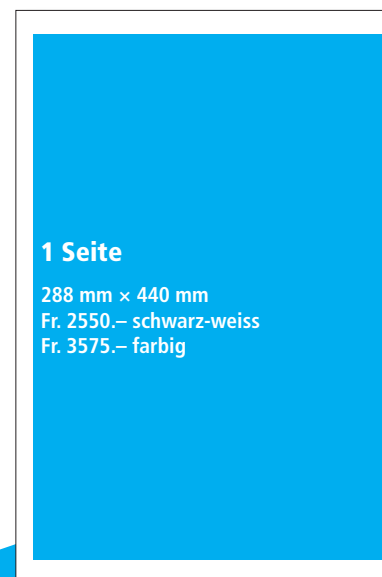 1 Seite
288 mm × 440 mm
Fr. 2550.– schwarz-weiss
Fr. 3575.– farbig